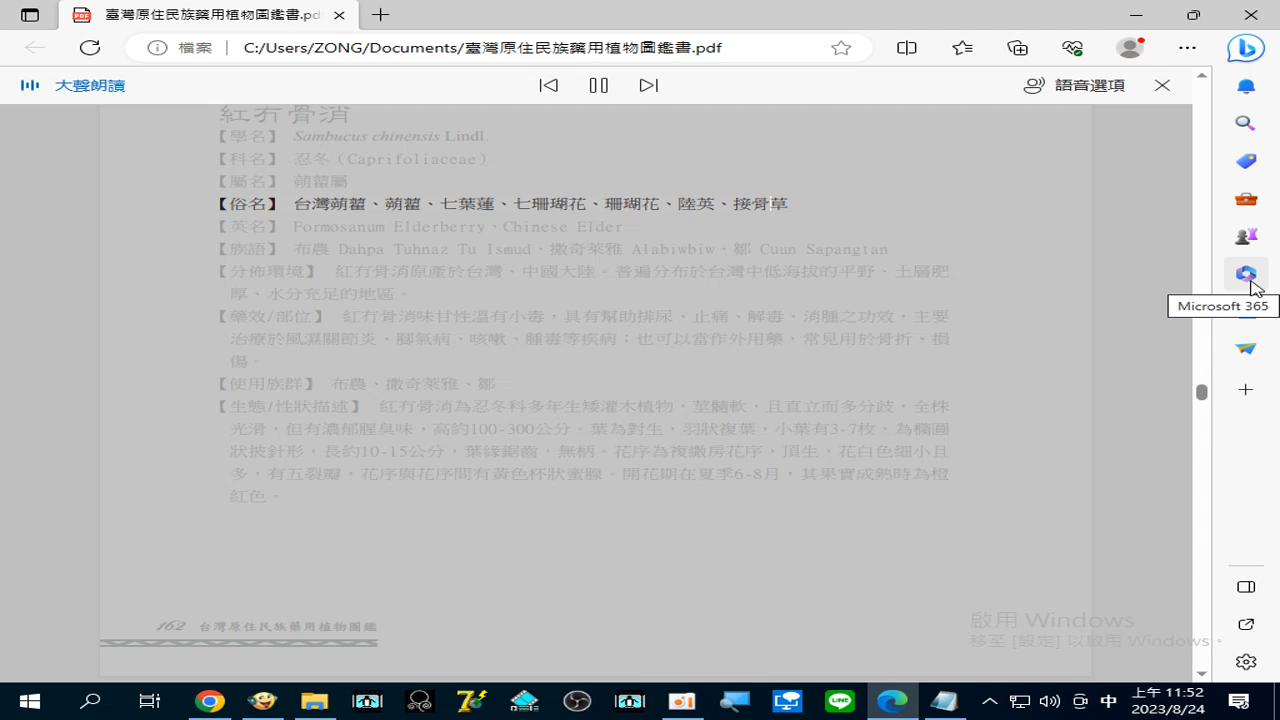 臺灣原住民族藥用植物圖鑑書.pdf
檔案
C:/Users/ZONG/Documents/臺灣原住民族藥用植物圖鑑書.pdf
大聲朗讀
語音選項
紅冇骨消
【學名】 Sambucus chinensis Lindl.
【科名】 忍冬（Caprifoliaceae）
【屬名】 蒴藋屬
【俗名】 台灣蒴藋、蒴藋、七葉蓮、七珊瑚花、珊瑚花、陸英、接骨草
【英名】 Formosanum Elderberry、Chinese Elder
【族語】 布農 Dahpa Tuhnaz Tu Ismud、撒奇萊雅 Alabiwbiw、鄒 Cuun Sapangtan
【分佈環境】 紅冇骨消原產於台灣、中國大陸。普遍分布於台灣中低海拔的平野、土層肥
厚、水分充足的地區。
【藥效/部位】 紅冇骨消味甘性溫有小毒，具有幫助排尿、止痛、解毒、消腫之功效，主要
治療於風濕關節炎、腳氣病、咳嗽、腫毒等疾病；也可以當作外用藥，常見用於骨折、損
傷。
【使用族群】 布農、撒奇萊雅、鄒
【生態/性狀描述】 紅冇骨消為忍冬科多年生矮灌木植物，莖髓軟，且直立而多分歧，全株
光滑，但有濃郁腥臭味，高約100-300公分。葉為對生，羽狀複葉，小葉有3-7枚，為橢圓
狀披針形，長約10-15公分，葉緣鋸齒，無柄。花序為複繖房花序，頂生，花白色細小且
多，有五裂瓣，花序與花序間有黃色杯狀蜜腺。開花期在夏季6-8月，其果實成熟時為橙
紅色。
162 台灣原住民族藥用植物圖鑑
Microsoft 365
啟用 Windows
移至 [設定] 以啟用 Windows。
中
上午 11:52
2023/8/24